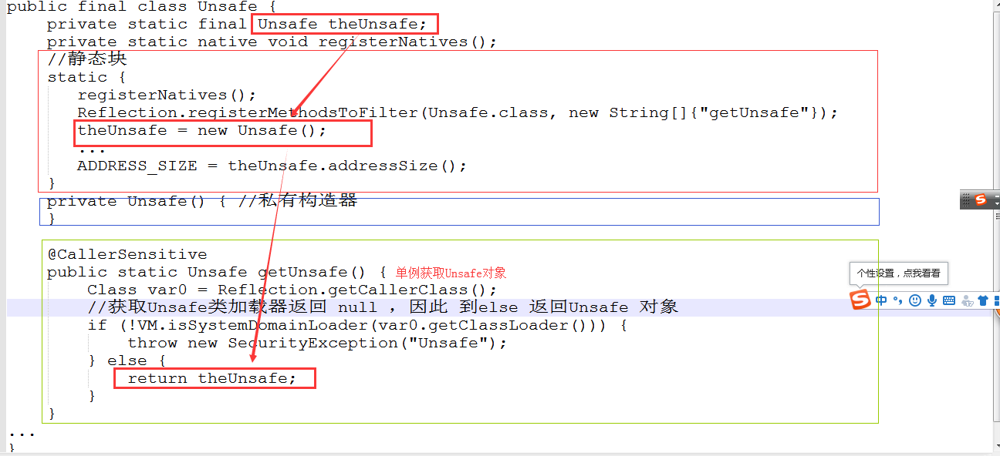 public final class Unsafe {
private static final Unsafe theUnsafe;
private static native void registerNatives();
//静态块
static {
registerNatives();
Reflection.registerMethodsToFilter(Unsafe.class, new String[]{"getUnsafe"});
theUnsafe = new Unsafe();
...
ADDRESS_SIZE = theUnsafe.addressSize();
}
private Unsafe() { //私有构造器
}
@CallerSensitive
public static Unsafe getUnsafe() { 单例获取Unsafe对象
Class var0 = Reflection.getCallerClass();
//获取Unsafe类加载器返回 null ，因此 到else 返回Unsafe 对象
if (!VM.isSystemDomainLoader(var0.getClassLoader())) {
throw new SecurityException("Unsafe");
} else {
return theUnsafe;
}
}
...
}
S
个性设置，点我看看
S 中 °,